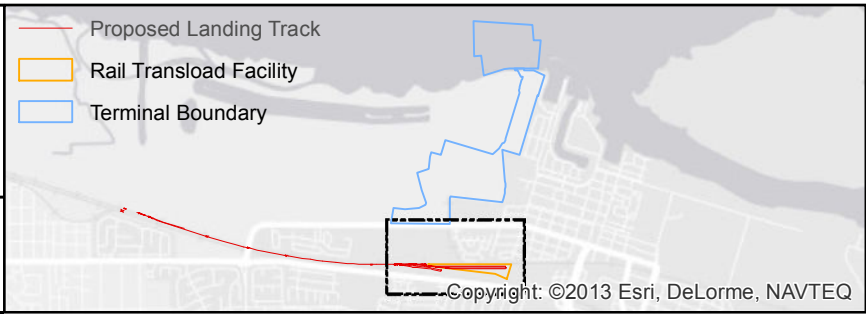 Proposed Landing Track
Rail Transload Facility
Terminal Boundary
Copyright: ©2013 Esri, DeLorme, NAVTEQ